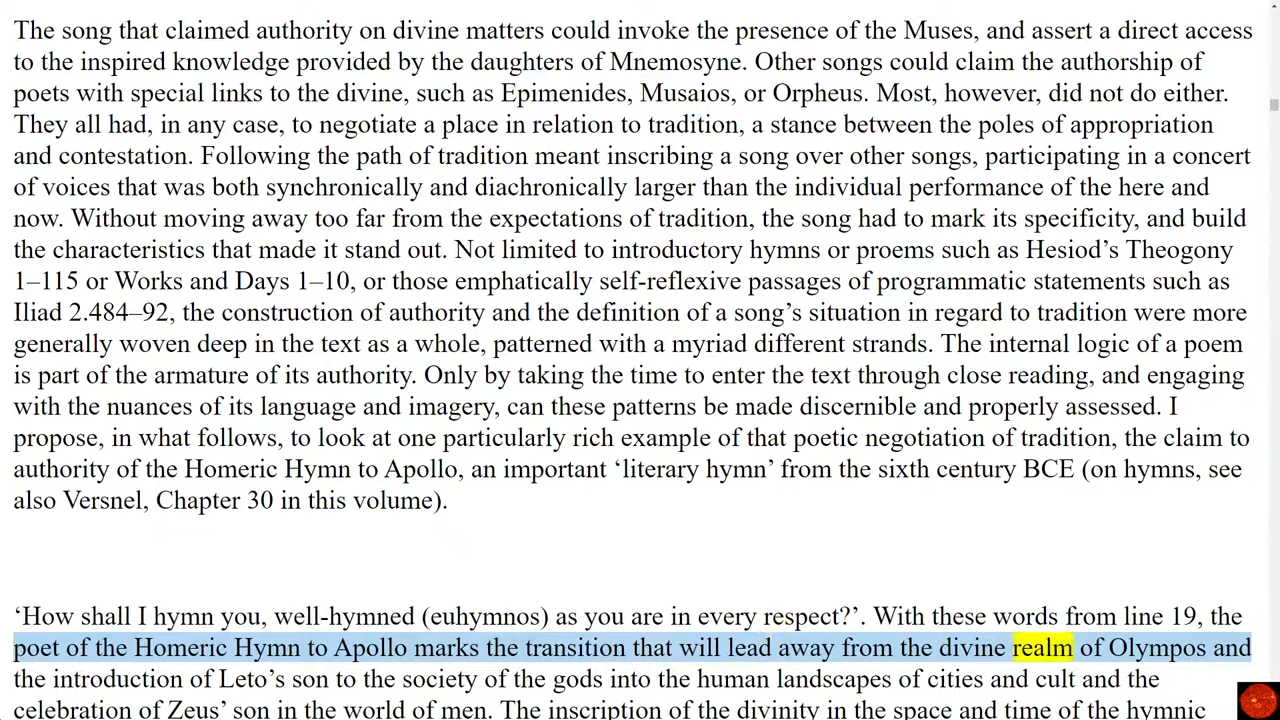 The song that claimed authority on divine matters could invoke the presence of the Muses, and assert a direct access
to the inspired knowledge provided by the daughters of Mnemosyne. Other songs could claim the authorship of
poets with special links to the divine, such as Epimenides, Musaios, or Orpheus. Most, however, did not do either.
They all had, in any case, to negotiate a place in relation to tradition, a stance between the poles of appropriation
and contestation. Following the path of tradition meant inscribing a song over other songs, participating in a concert
of voices that was both synchronically and diachronically larger than the individual performance of the here and
now. Without moving away too far from the expectations of tradition, the song had to mark its specificity, and build
the characteristics that made it stand out. Not limited to introductory hymns or proems such as Hesiod’s Theogony
1–115 or Works and Days 1–10, or those emphatically self-reflexive passages of programmatic statements such as
Iliad 2.484–92, the construction of authority and the definition of a song’s situation in regard to tradition were more
generally woven deep in the text as a whole, patterned with a myriad different strands. The internal logic of a poem
is part of the armature of its authority. Only by taking the time to enter the text through close reading, and engaging
with the nuances of its language and imagery, can these patterns be made discernible and properly assessed. I
propose, in what follows, to look at one particularly rich example of that poetic negotiation of tradition, the claim to
authority of the Homeric Hymn to Apollo, an important ‘literary hymn’ from the sixth century BCE (on hymns, see
also Versnel, Chapter 30 in this volume).
‘How shall I hymn you, well-hymned (euhymnos) as you are in every respect?’. With these words from line 19, the
poet of the Homeric Hymn to Apollo marks the transition that will lead away from the divine realm of Olympos and
the introduction of Leto’s son to the society of the gods into the human landscapes of cities and cult and the
celebration of Zeus’ son in the world of men. The inscription of the divinity in the space and time of the hymnic